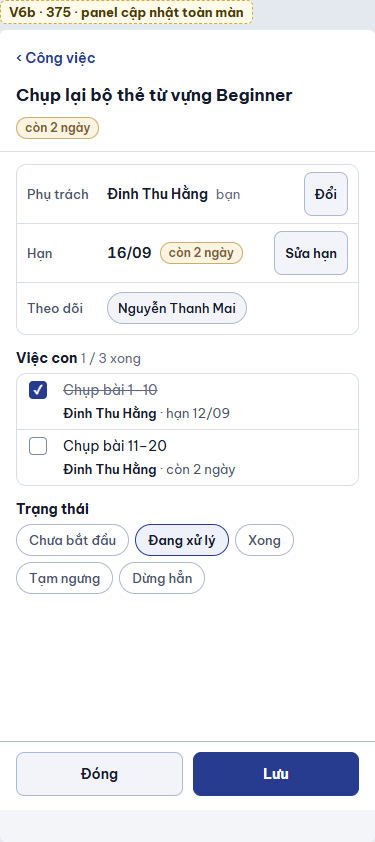 V6b · 375 · panel cập nhật toàn màn
‹ Công việc
Chụp lại bộ thẻ từ vựng Beginner
còn 2 ngày
Phụ trách Đinh Thu Hằng bạn Đổi
Hạn 16/09 còn 2 ngày Sửa hạn
Theo dõi Nguyễn Thanh Mai
Việc con 1 / 3 xong
Chụp bài 1–10
Đinh Thu Hằng · hạn 12/09
Chụp bài 11–20
Đinh Thu Hằng · còn 2 ngày
Trạng thái
Chưa bắt đầu Đang xử lý Xong
Tạm ngưng Dừng hẳn
Đóng Lưu